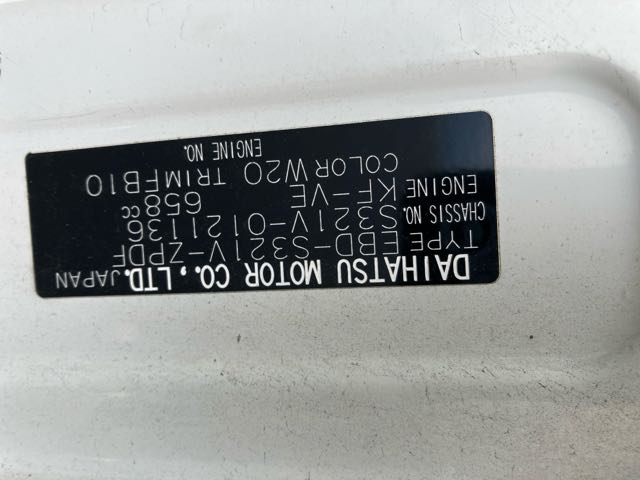 DAIHATSU MOTOR CO., LTD. JAPAN
TYPE EBD-S321V-ZPDF
CHASSIS NO. S321V-0121136
ENGINE KF-VE 658cc
COLOR W20 TRIM FB10
ENGINE NO.